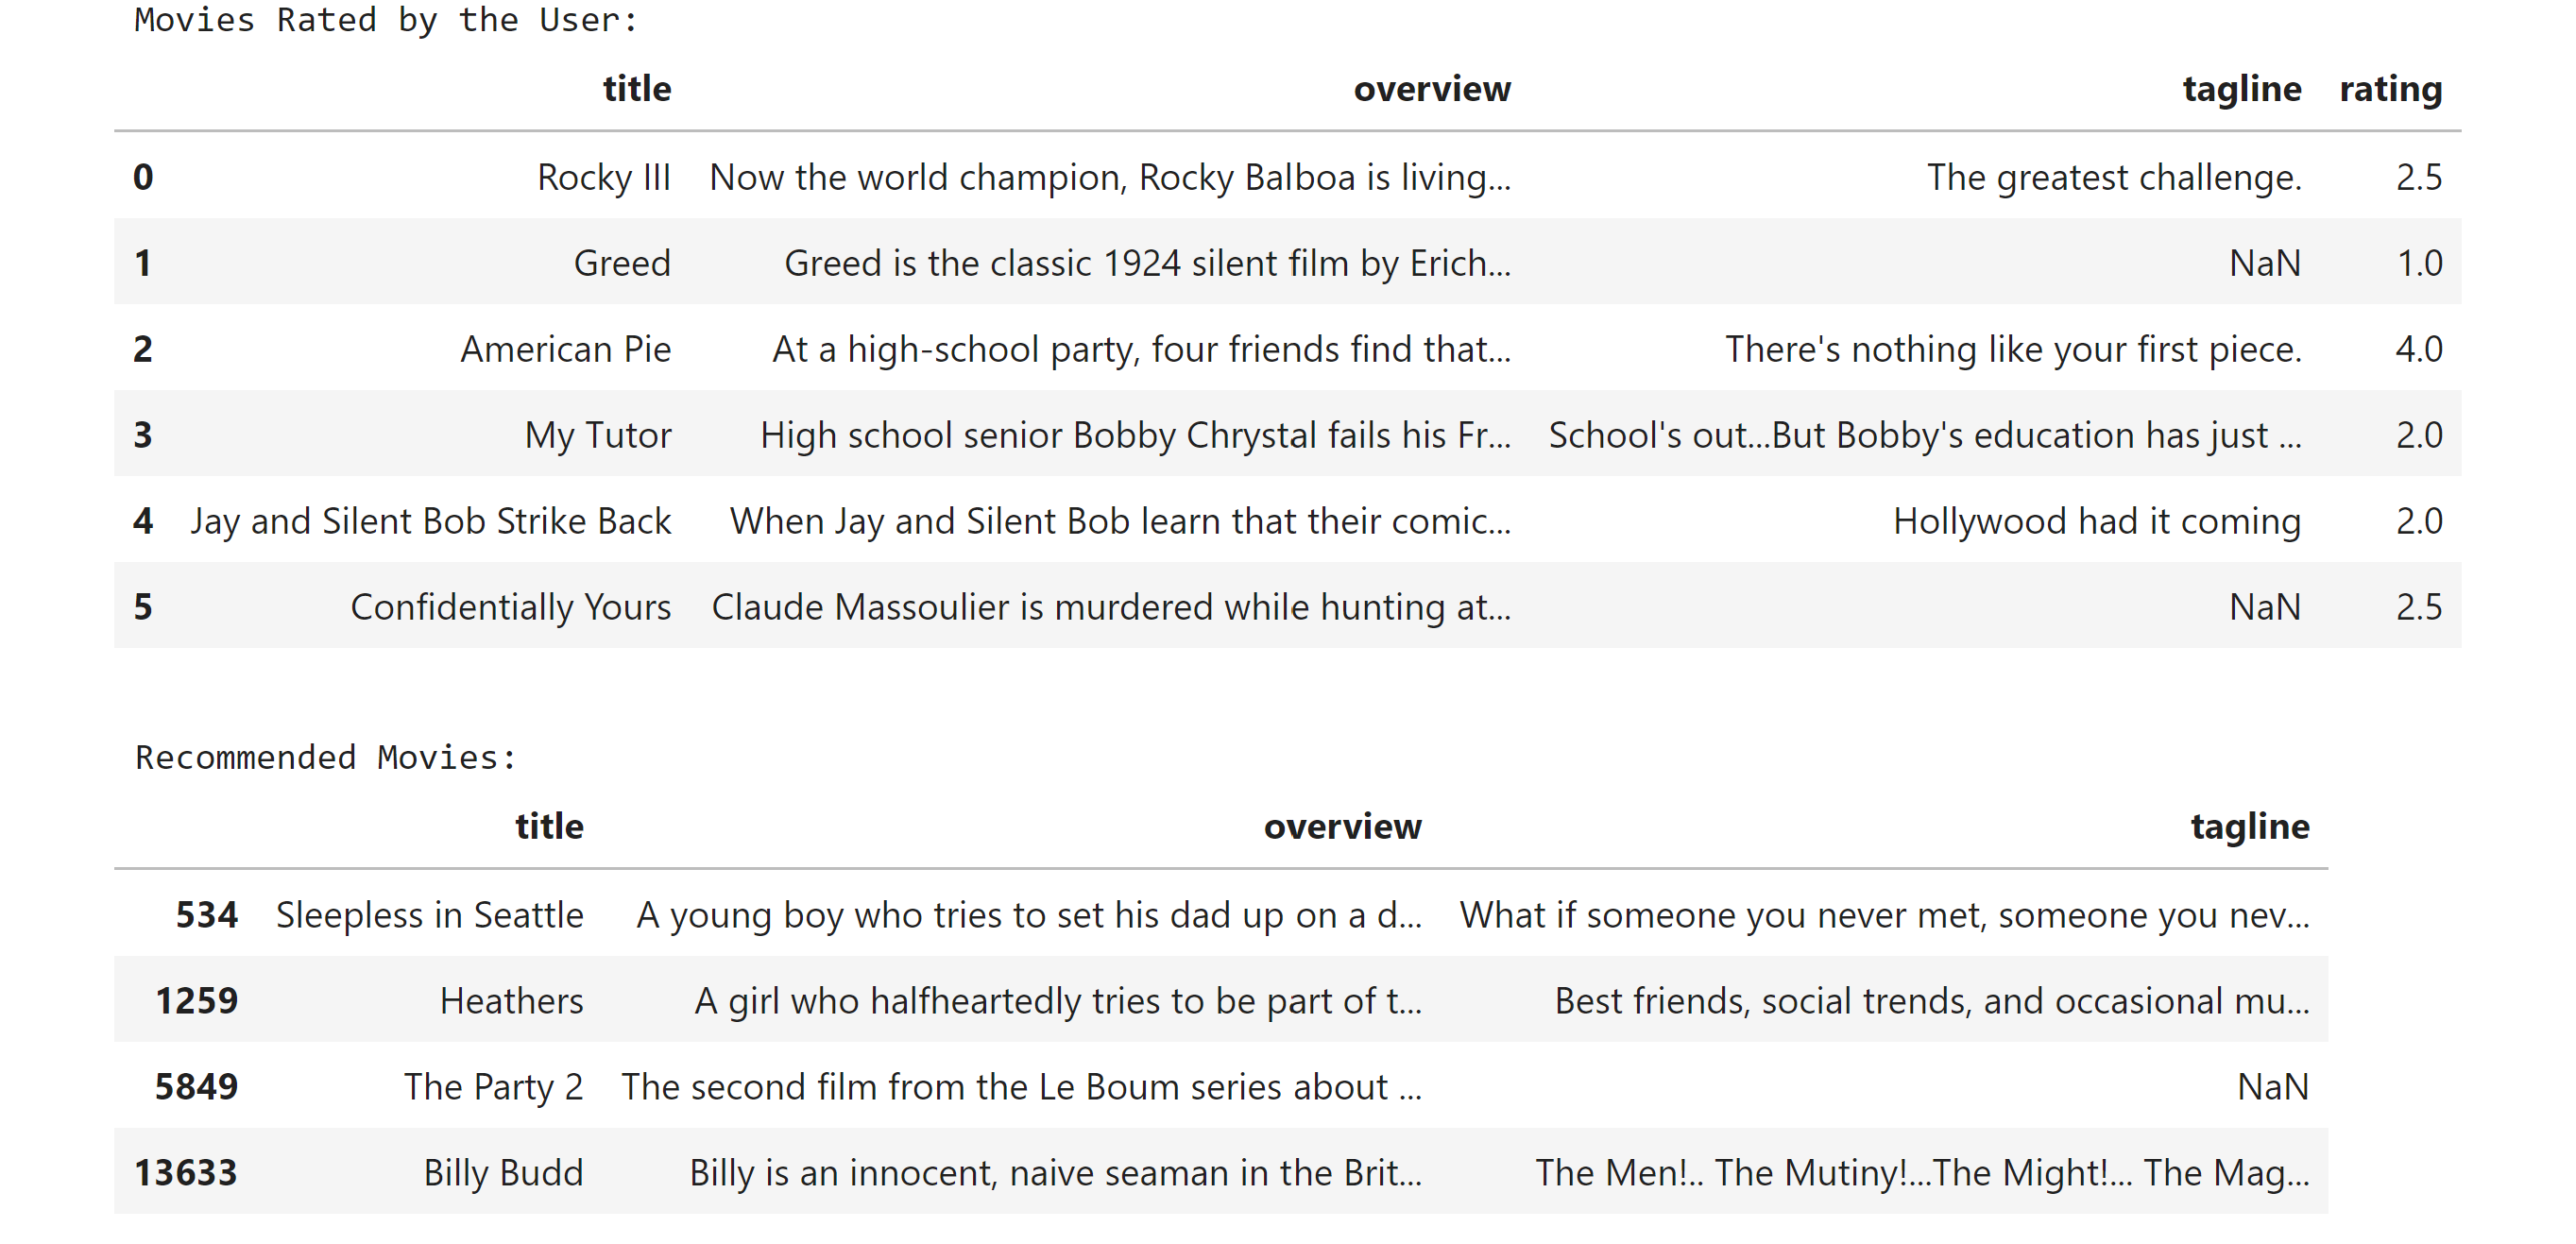 Movies Rated by the User:
title overview tagline rating
0 Rocky III Now the world champion, Rocky Balboa is living... The greatest challenge. 2.5
1 Greed Greed is the classic 1924 silent film by Erich... NaN 1.0
2 American Pie At a high-school party, four friends find that... There's nothing like your first piece. 4.0
3 My Tutor High school senior Bobby Chrystal fails his Fr... School's out...But Bobby's education has just ... 2.0
4 Jay and Silent Bob Strike Back When Jay and Silent Bob learn that their comic... Hollywood had it coming 2.0
5 Confidentially Yours Claude Massoulier is murdered while hunting at... NaN 2.5
Recommended Movies:
title overview tagline
534 Sleepless in Seattle A young boy who tries to set his dad up on a d... What if someone you never met, someone you nev...
1259 Heathers A girl who halfheartedly tries to be part of t... Best friends, social trends, and occasional mu...
5849 The Party 2 The second film from the Le Boum series about ... NaN
13633 Billy Budd Billy is an innocent, naive seaman in the Brit... The Men!.. The Mutiny!...The Might!... The Mag...